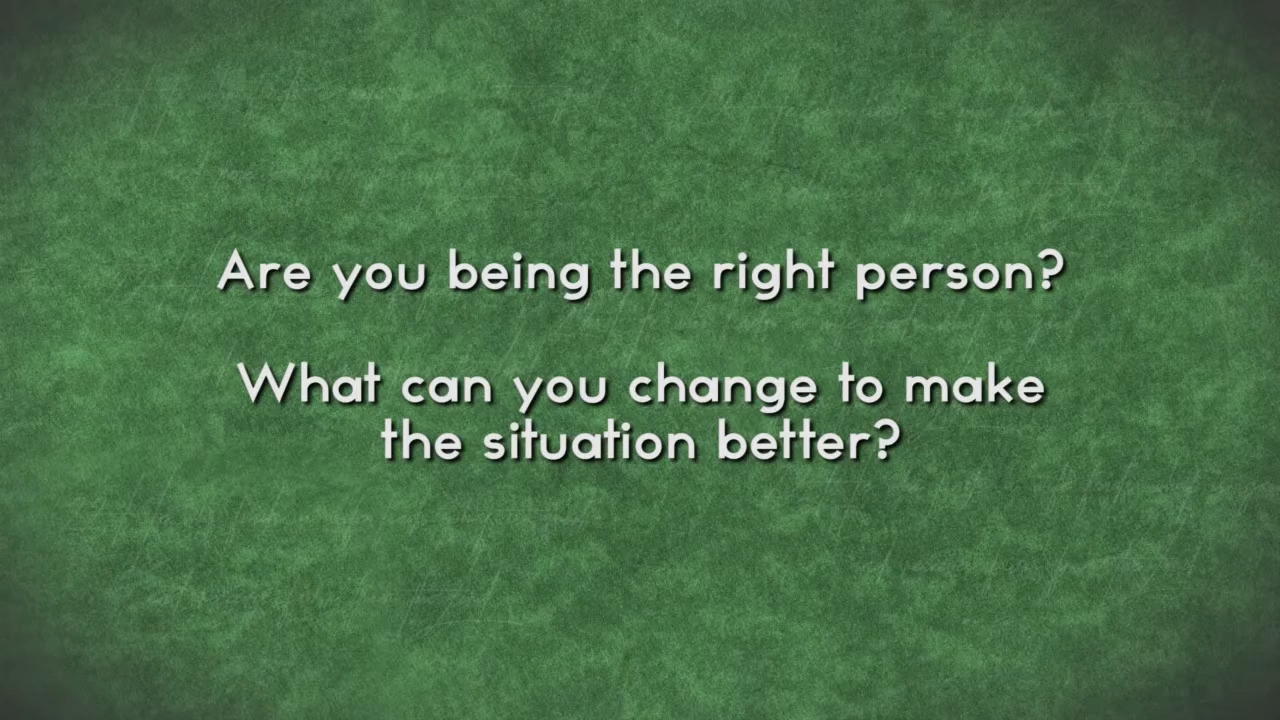 Are you being the right person?
What can you change to make
the situation better?